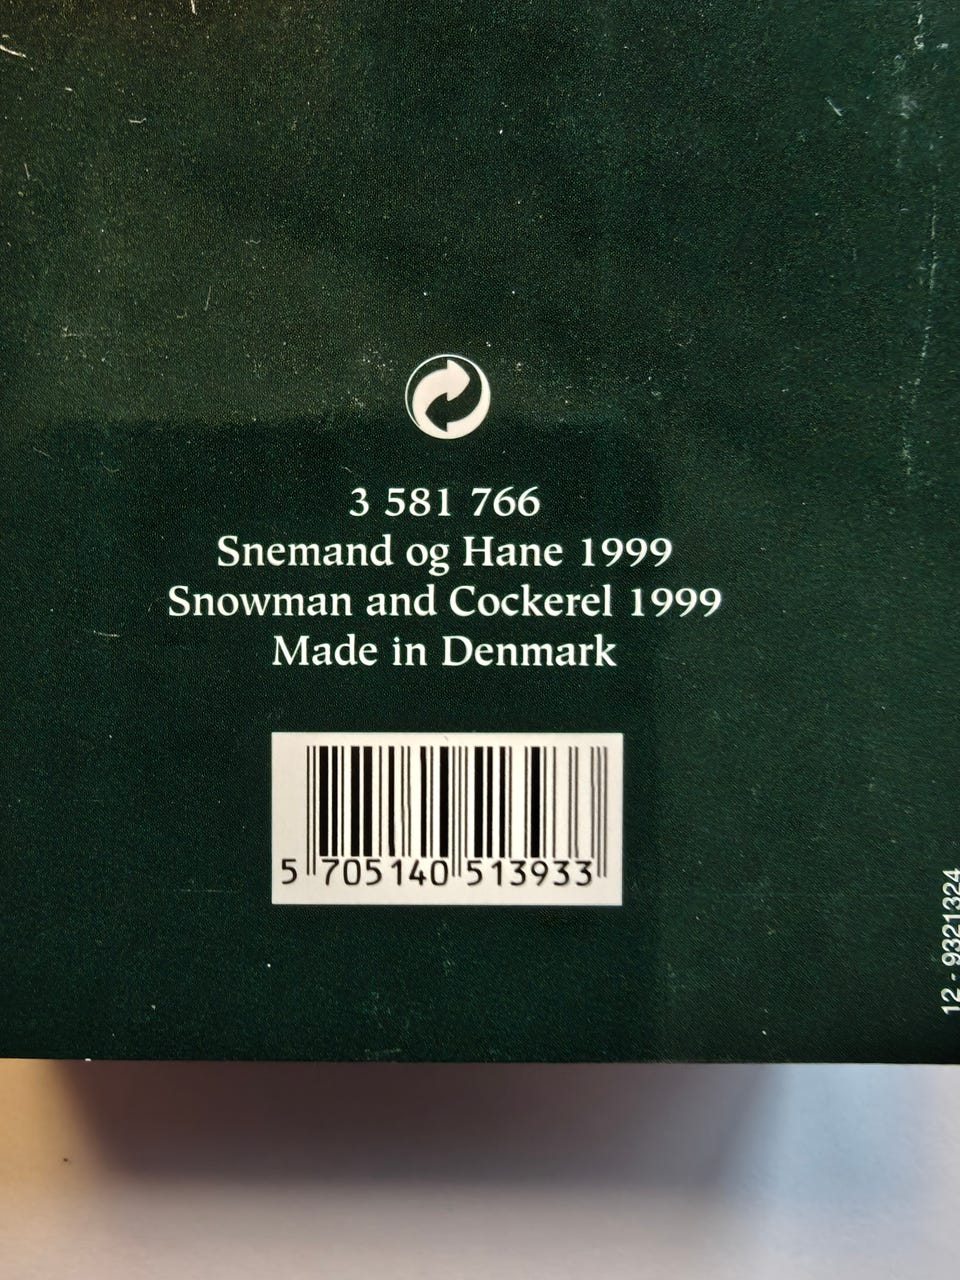 3 581 766
Snemand og Hane 1999
Snowman and Cockerel 1999
Made in Denmark
5 705140 513933
12 - 9321324